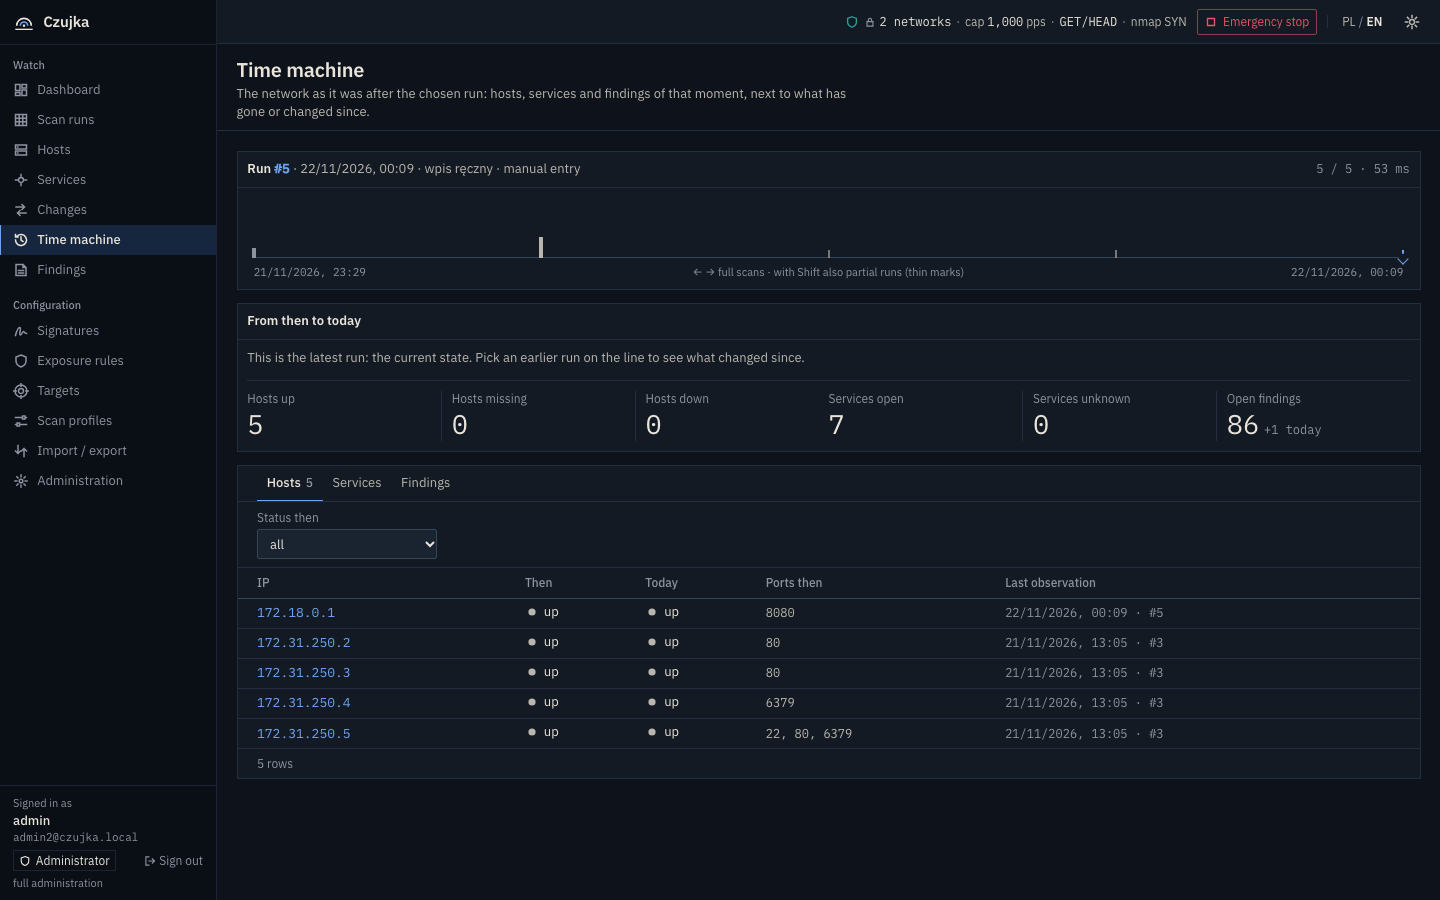 Czujka
2 networks · cap 1,000 pps · GET/HEAD · nmap SYN
Emergency stop
PL / EN
Watch
Dashboard
Scan runs
Hosts
Services
Changes
Time machine
Findings
Configuration
Signatures
Exposure rules
Targets
Scan profiles
Import / export
Administration
Signed in as
admin
admin2@czujka.local
Administrator
Sign out
full administration
Time machine
The network as it was after the chosen run: hosts, services and findings of that moment, next to what has
gone or changed since.
Run #5 · 22/11/2026, 00:09 · wpis ręczny · manual entry
5 / 5 · 53 ms
21/11/2026, 23:29
← → full scans · with Shift also partial runs (thin marks)
22/11/2026, 00:09
From then to today
This is the latest run: the current state. Pick an earlier run on the line to see what changed since.
Hosts up
5
Hosts missing
0
Hosts down
0
Services open
7
Services unknown
0
Open findings
86 +1 today
Hosts 5
Services
Findings
Status then
all
IP Then Today Ports then Last observation
172.18.0.1 up up 8080 22/11/2026, 00:09 · #5
172.31.250.2 up up 80 21/11/2026, 13:05 · #3
172.31.250.3 up up 80 21/11/2026, 13:05 · #3
172.31.250.4 up up 6379 21/11/2026, 13:05 · #3
172.31.250.5 up up 22, 80, 6379 21/11/2026, 13:05 · #3
5 rows